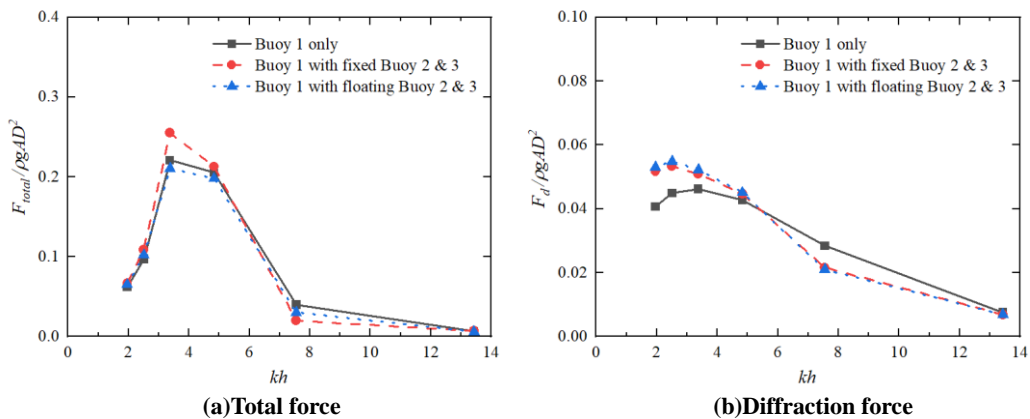 0.4
0.3
0.2
0.1
0.0
F_total/ρgAD²
Buoy 1 only
Buoy 1 with fixed Buoy 2 & 3
Buoy 1 with floating Buoy 2 & 3
0 2 4 6 8 10 12 14
kh
(a)Total force
0.10
0.08
0.06
0.04
0.02
0.00
F_d/ρgAD²
Buoy 1 only
Buoy 1 with fixed Buoy 2 & 3
Buoy 1 with floating Buoy 2 & 3
0 2 4 6 8 10 12 14
kh
(b)Diffraction force